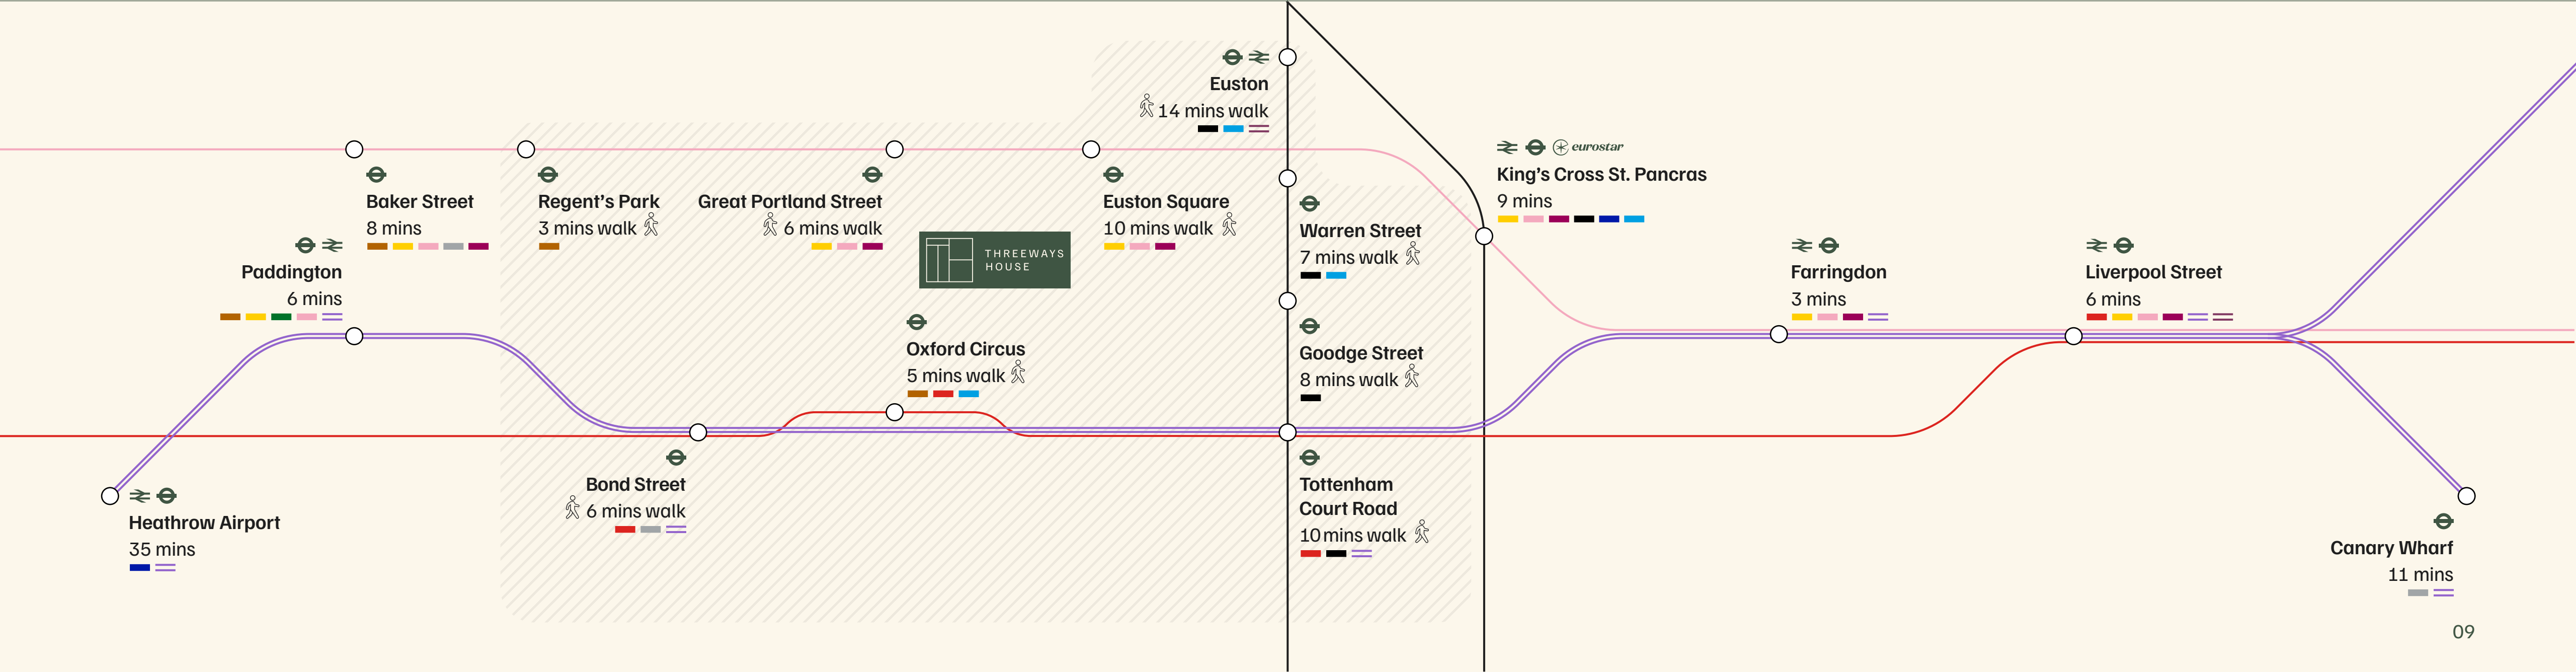 Euston
14 mins walk
eurostar
King's Cross St. Pancras
9 mins
Baker Street
8 mins
Regent's Park
3 mins walk
Great Portland Street
6 mins walk
Euston Square
10 mins walk
Warren Street
7 mins walk
THREEWAYS
HOUSE
Paddington
6 mins
Farringdon
3 mins
Liverpool Street
6 mins
Oxford Circus
5 mins walk
Goodge Street
8 mins walk
Bond Street
6 mins walk
Tottenham
Court Road
10 mins walk
Heathrow Airport
35 mins
Canary Wharf
11 mins
09